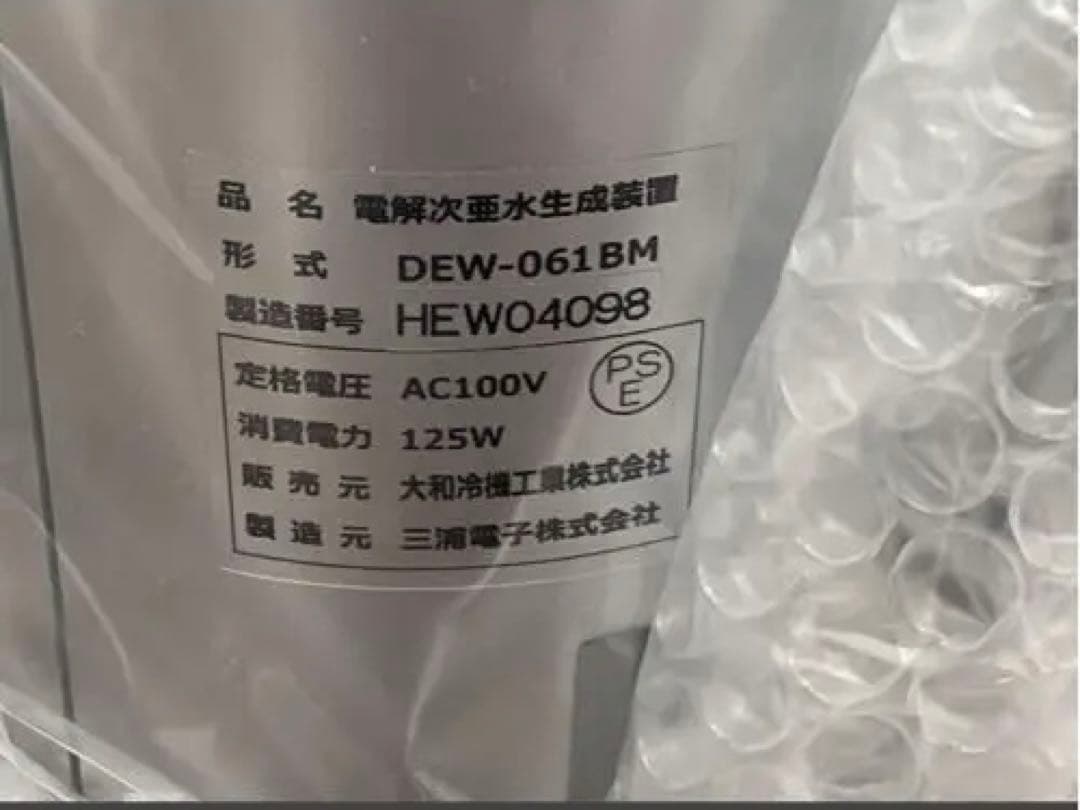 品名 電解次亜水生成装置
形式 DEW-061BM
製造番号 HEW04098
定格電圧 AC100V PSE
消費電力 125W
販売元 大和冷機工業株式会社
製造元 三浦電子株式会社